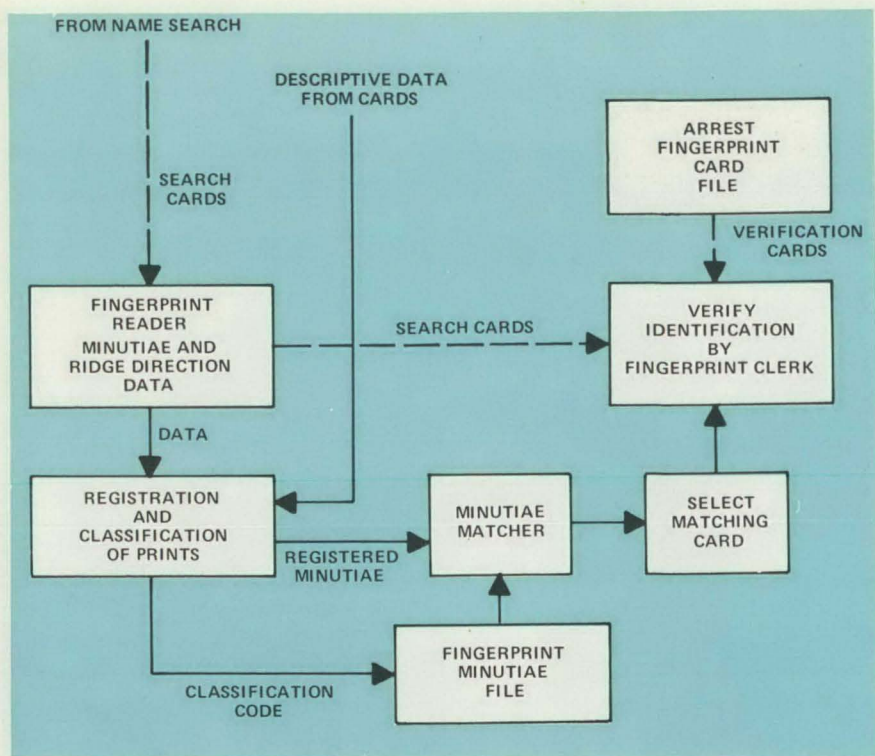 FROM NAME SEARCH
DESCRIPTIVE DATA
FROM CARDS
ARREST
FINGERPRINT
CARD
FILE
SEARCH
CARDS
VERIFICATION
CARDS
FINGERPRINT
READER
MINUTIAE AND
RIDGE DIRECTION
DATA
SEARCH CARDS
VERIFY
IDENTIFICATION
BY
FINGERPRINT CLERK
DATA
REGISTRATION
AND
CLASSIFICATION
OF PRINTS
REGISTERED
MINUTIAE
MINUTIAE
MATCHER
SELECT
MATCHING
CARD
CLASSIFICATION
CODE
FINGERPRINT
MINUTIAE
FILE